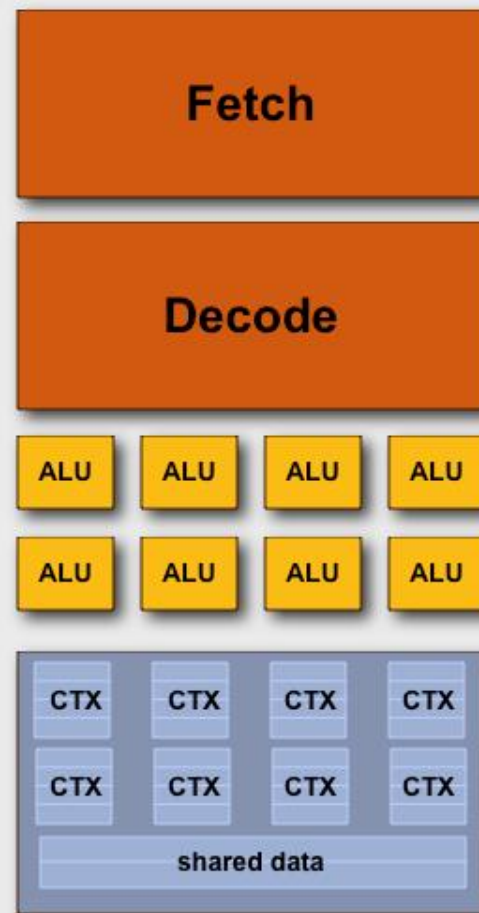 Fetch
Decode
ALU ALU ALU ALU
ALU ALU ALU ALU
CTX CTX CTX CTX
CTX CTX CTX CTX
shared data